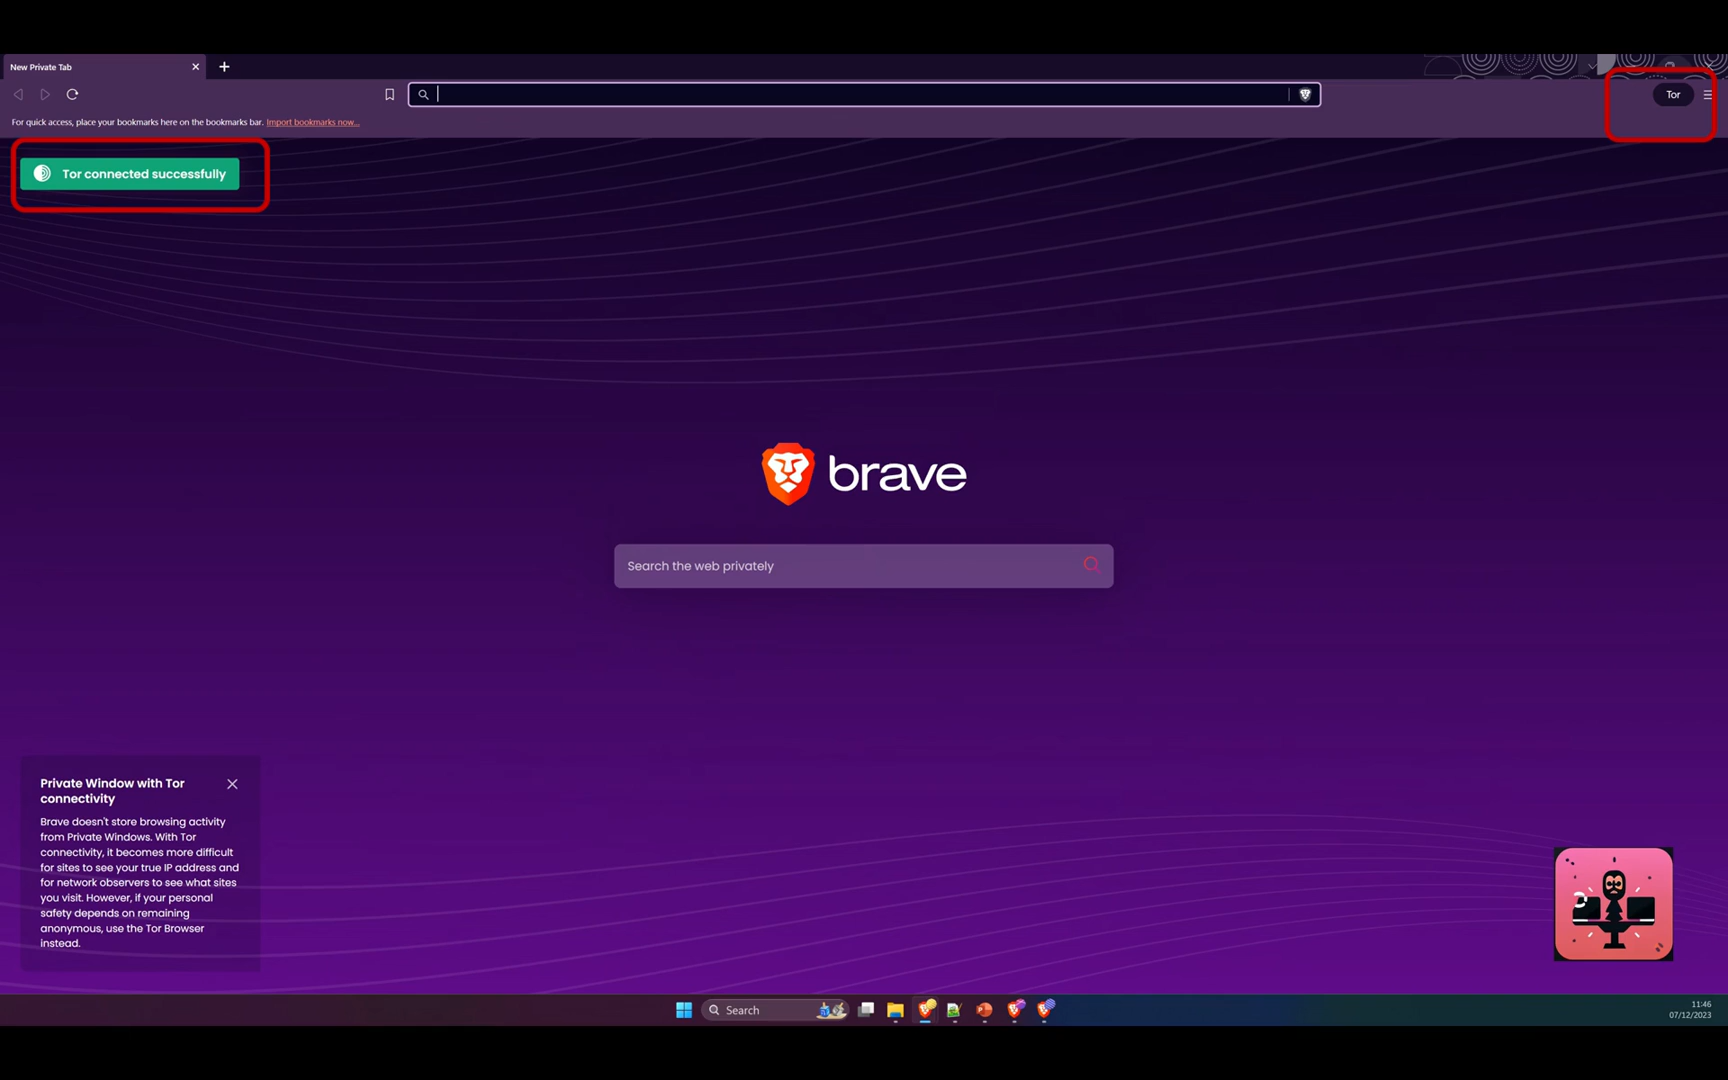 New Private Tab
Tor
For quick access, place your bookmarks here on the bookmarks bar. Import bookmarks now...
Tor connected successfully
brave
Search the web privately
Private Window with Tor
connectivity
Brave doesn't store browsing activity
from Private Windows. With Tor
connectivity, it becomes more difficult
for sites to see your true IP address and
for network observers to see what sites
you visit. However, if your personal
safety depends on remaining
anonymous, use the Tor Browser
instead.
Search
11:46
07/12/2023